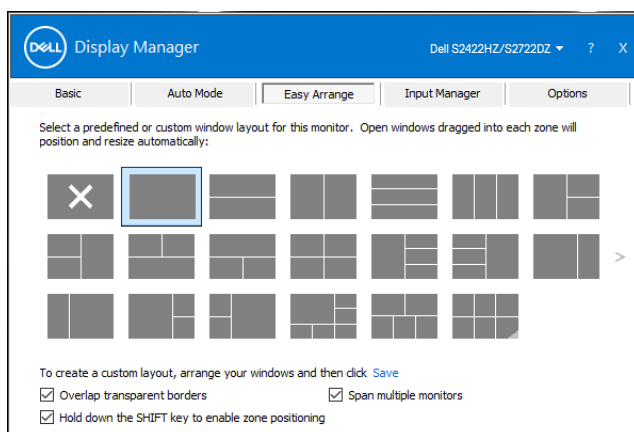 DELL Display Manager Dell S2422HZ/S2722DZ ? X
Basic Auto Mode Easy Arrange Input Manager Options
Select a predefined or custom window layout for this monitor. Open windows dragged into each zone will
position and resize automatically:
>
To create a custom layout, arrange your windows and then click Save
Overlap transparent borders Span multiple monitors
Hold down the SHIFT key to enable zone positioning